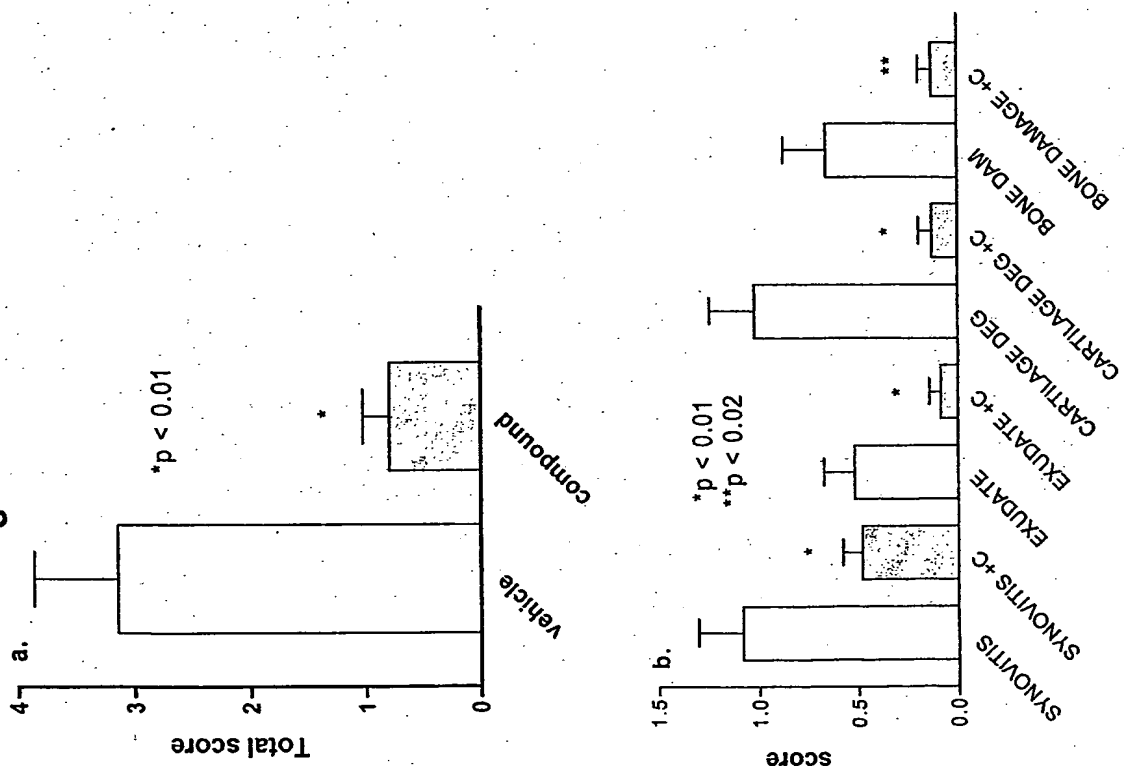 a.
4
3
2
1
0
Total score
*p < 0.01
*
vehicle
compound
b.
1.5
1.0
0.5
0.0
score
*p < 0.01
**p < 0.02
*
*
*
**
SYNOVITIS
SYNOVITIS +C
EXUDATE
EXUDATE +C
CARTILAGE DEG
CARTILAGE DEG +C
BONE DAM
BONE DAMAGE +C